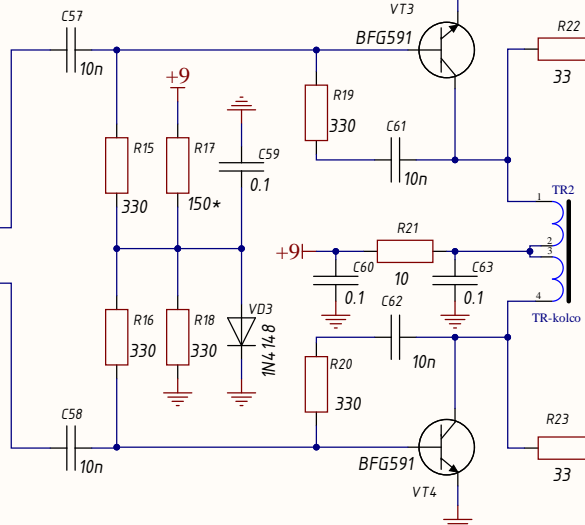 VT3
C57
BFG591
R22
10n
33
+9
R19
330
C61
10n
R15
330
R17
150*
C59
0.1
TR2
1
2
3
4
TR-kolco
R21
10
+9
C60
0.1
C63
0.1
C62
10n
R16
330
R18
330
VD3
1N4148
R20
330
C58
10n
BFG591
VT4
R23
33